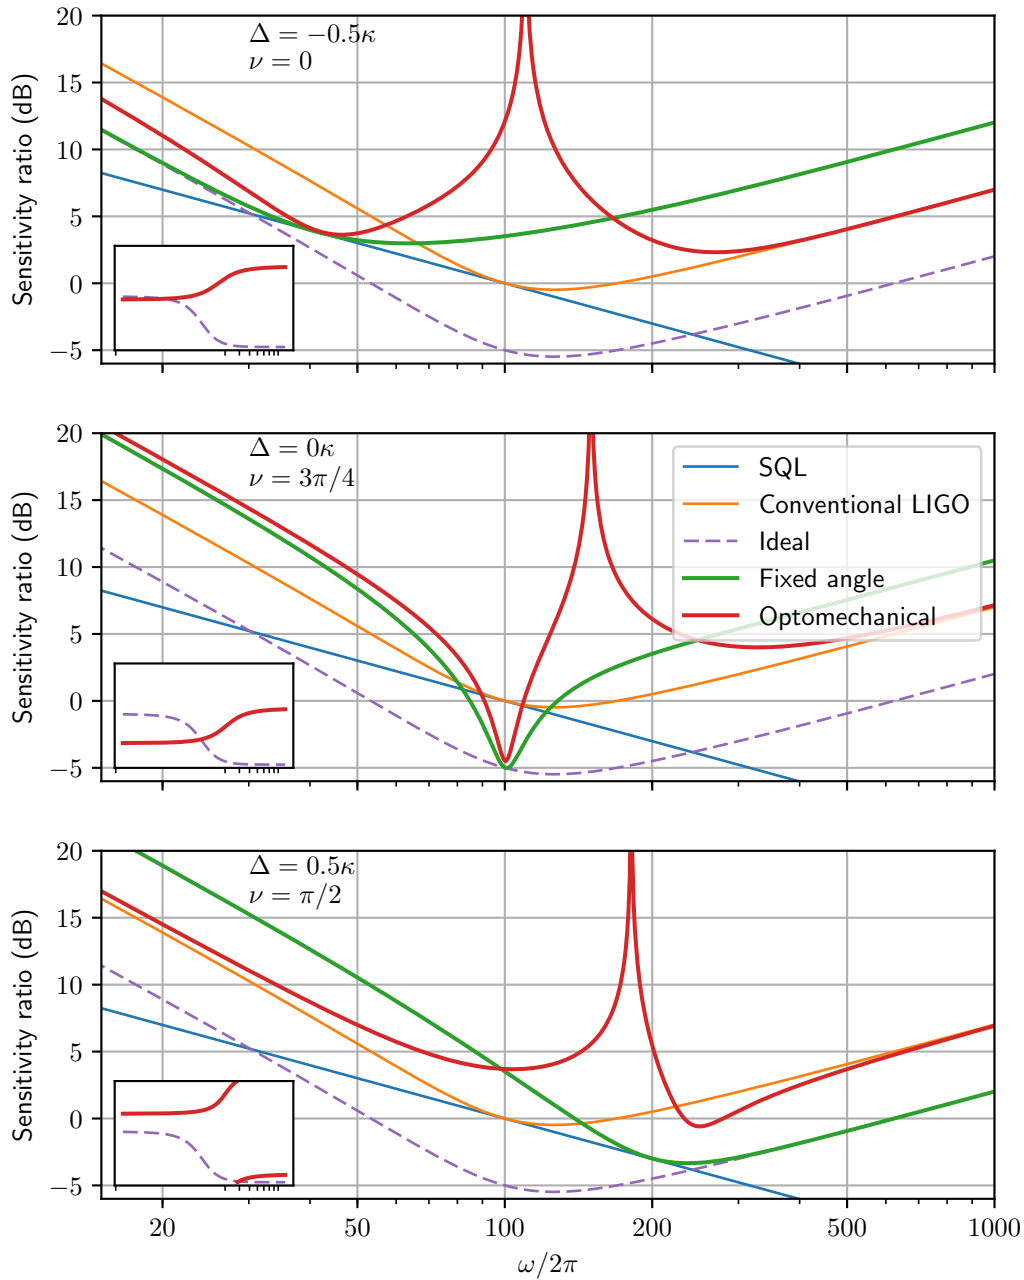 20
15
10
5
0
−5
Sensitivity ratio (dB)
Δ = −0.5κ
ν = 0
20
15
10
5
0
−5
Sensitivity ratio (dB)
Δ = 0κ
ν = 3π/4
SQL
Conventional LIGO
Ideal
Fixed angle
Optomechanical
20
15
10
5
0
−5
Sensitivity ratio (dB)
Δ = 0.5κ
ν = π/2
20 50 100 200 500 1000
ω/2π